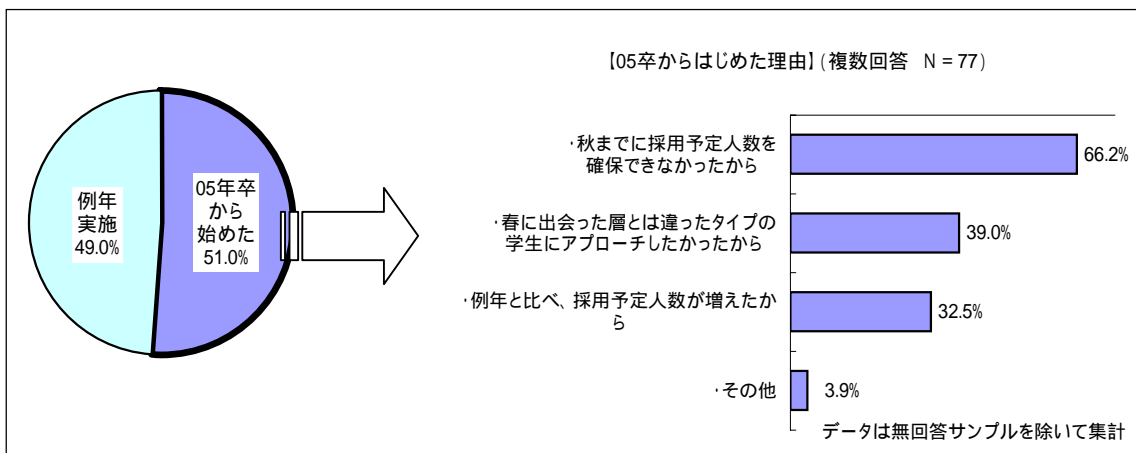 【05卒からはじめた理由】(複数回答 N = 77)
例年
実施
49.0%
05年卒
から
始めた
51.0%
・秋までに採用予定人数を
確保できなかったから
66.2%
・春に出会った層とは違ったタイプの
学生にアプローチしたかったから
39.0%
・例年と比べ、採用予定人数が増えたか
ら
32.5%
・その他
3.9%
データは無回答サンプルを除いて集計